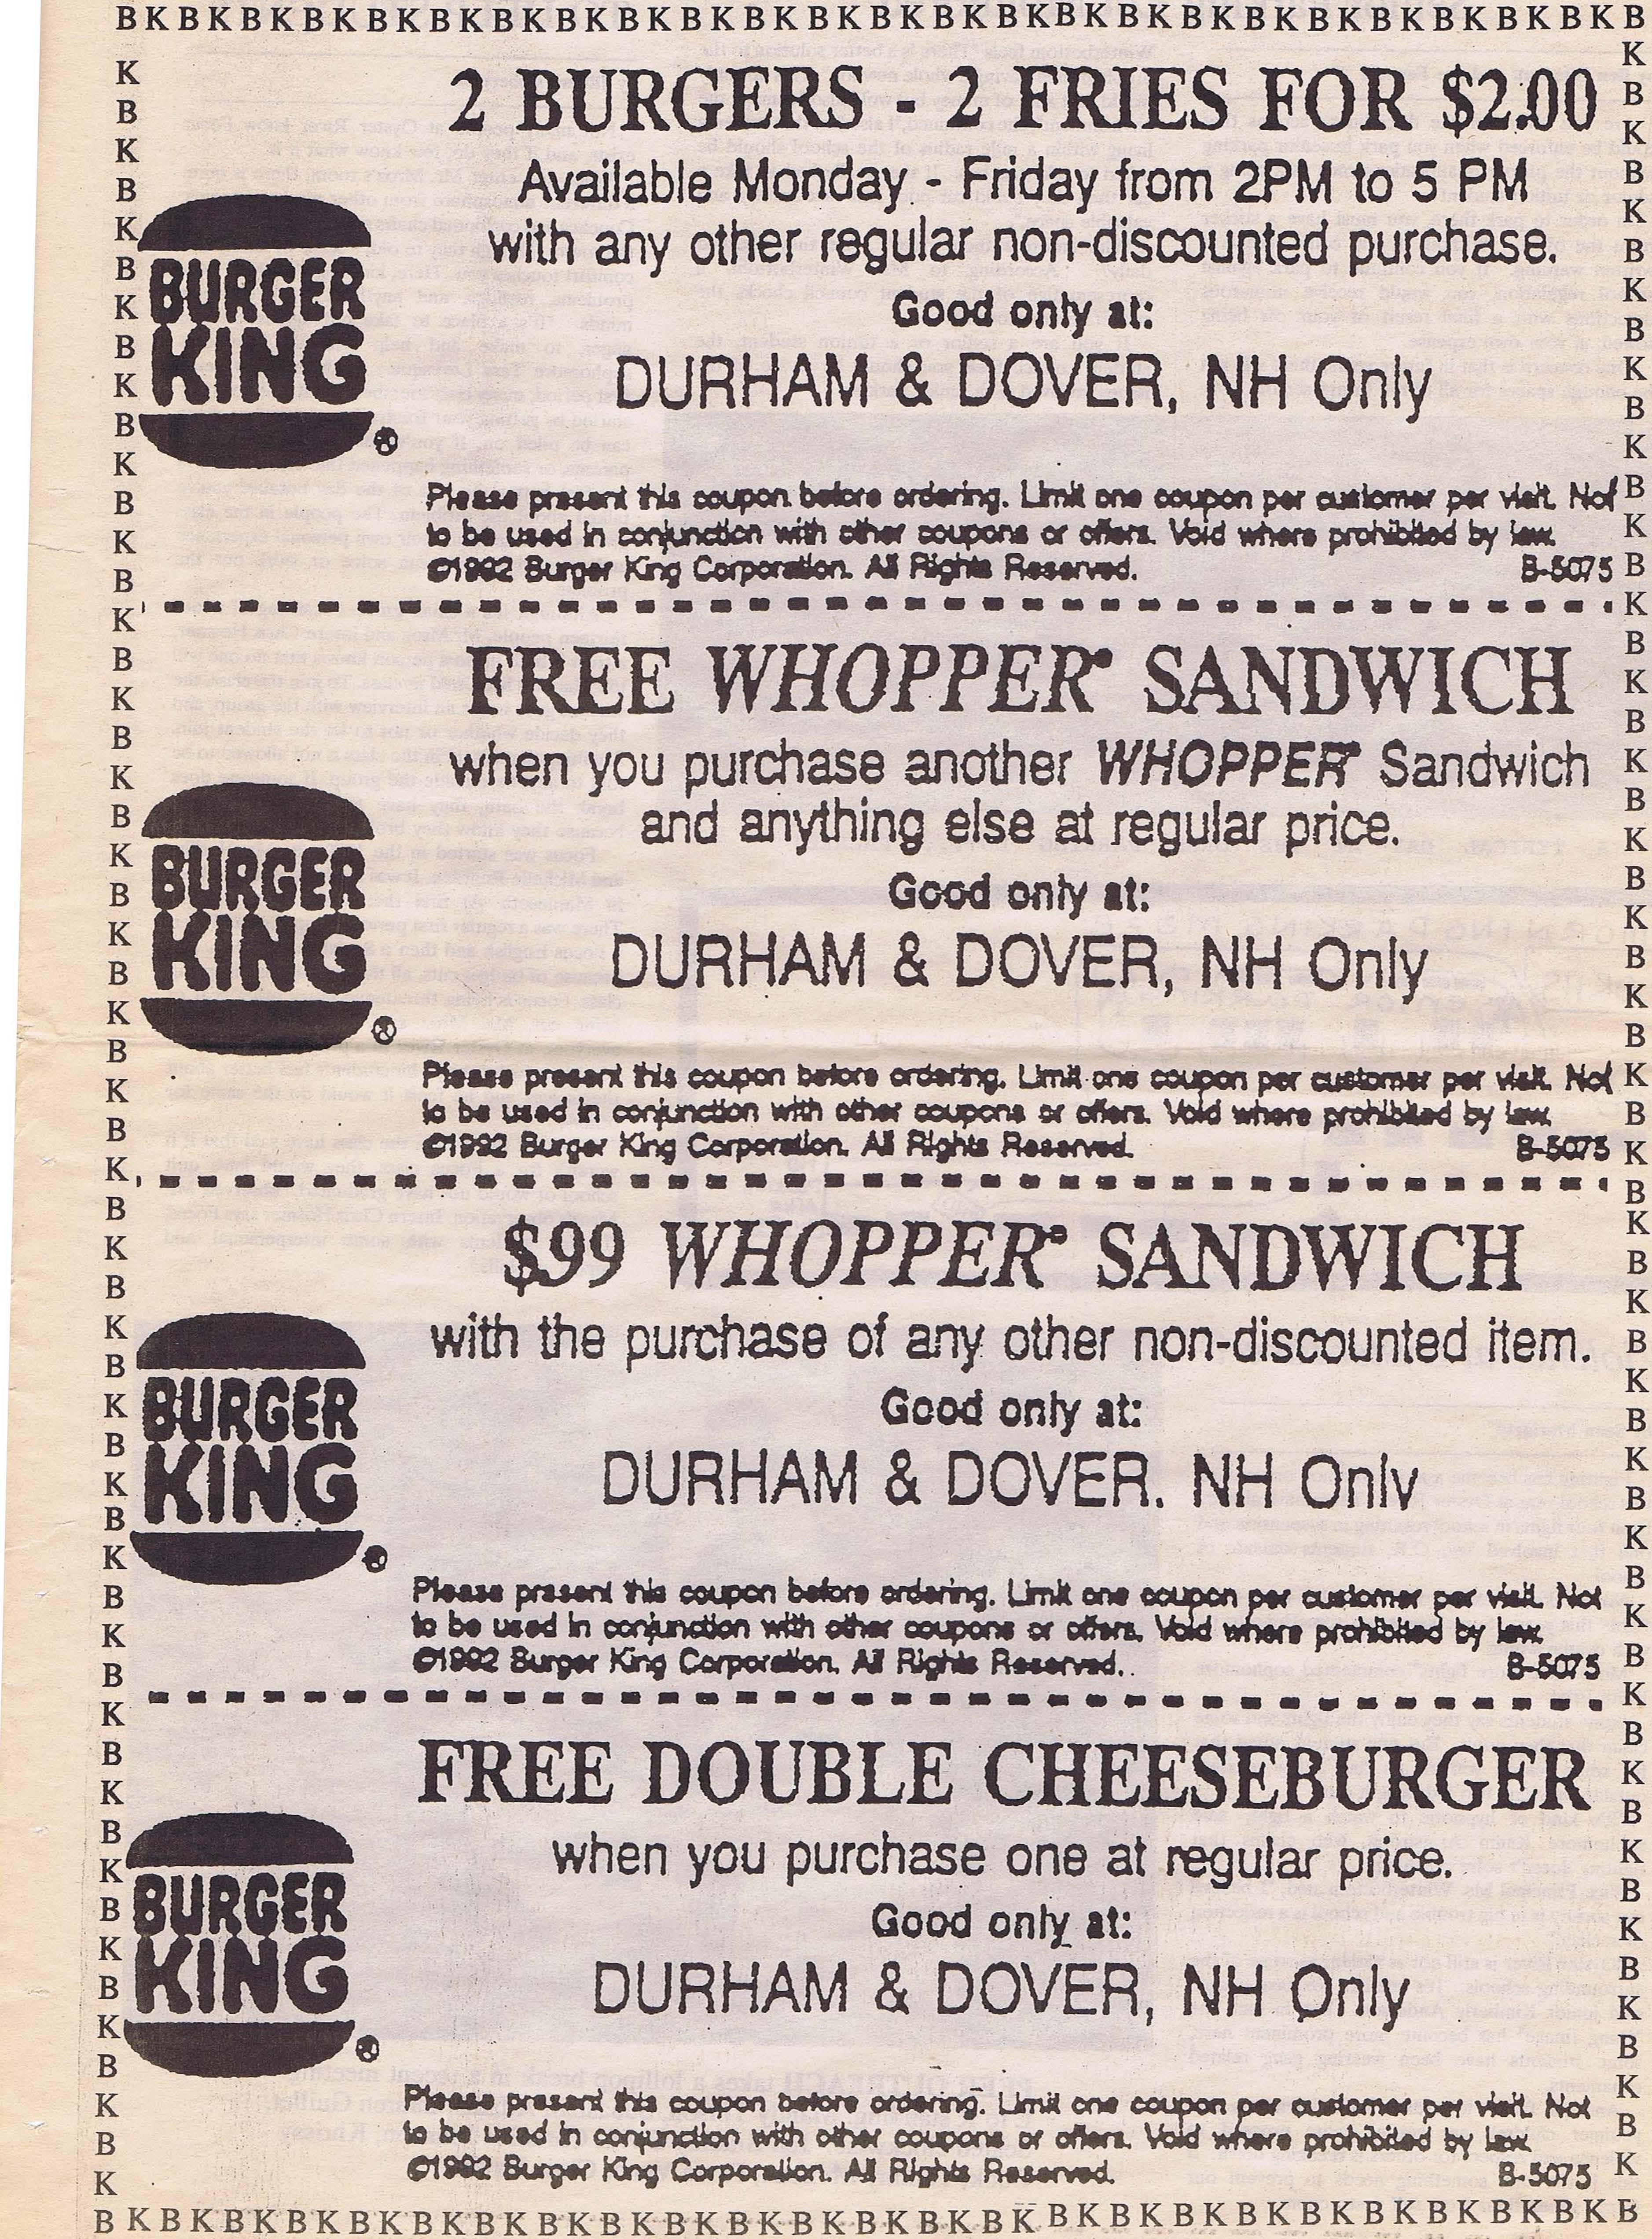 BKBKBKBKBKBKBKBKBKBKBKBKBKBKBKBKBKBKBKBKBKBKBKBKB
2 BURGERS - 2 FRIES FOR $2.00
Available Monday - Friday from 2PM to 5 PM
with any other regular non-discounted purchase.
BURGER
KING
Good only at:
DURHAM & DOVER, NH Only
Please present this coupon before ordering. Limit one coupon per customer per visit. Not
to be used in conjunction with other coupons or offers. Void where prohibited by law.
©1992 Burger King Corporation. All Rights Reserved. B-5075
FREE WHOPPER® SANDWICH
when you purchase another WHOPPER® Sandwich
and anything else at regular price.
BURGER
KING
Good only at:
DURHAM & DOVER, NH Only
Please present this coupon before ordering. Limit one coupon per customer per visit. Not
to be used in conjunction with other coupons or offers. Void where prohibited by law.
©1992 Burger King Corporation. All Rights Reserved. B-5075
$.99 WHOPPER® SANDWICH
with the purchase of any other non-discounted item.
BURGER
KING
Good only at:
DURHAM & DOVER. NH Only
Please present this coupon before ordering. Limit one coupon per customer per visit. Not
to be used in conjunction with other coupons or offers. Void where prohibited by law.
©1992 Burger King Corporation. All Rights Reserved. B-5075
FREE DOUBLE CHEESEBURGER
when you purchase one at regular price.
BURGER
KING
Good only at:
DURHAM & DOVER, NH Only
Please present this coupon before ordering. Limit one coupon per customer per visit. Not
to be used in conjunction with other coupons or offers. Void where prohibited by law.
©1992 Burger King Corporation. All Rights Reserved. B-5075
BKBKBKBKBKBKBKBKBKBKBKBKBKBKBKBKBKBKBKBKBKBKBKBKB